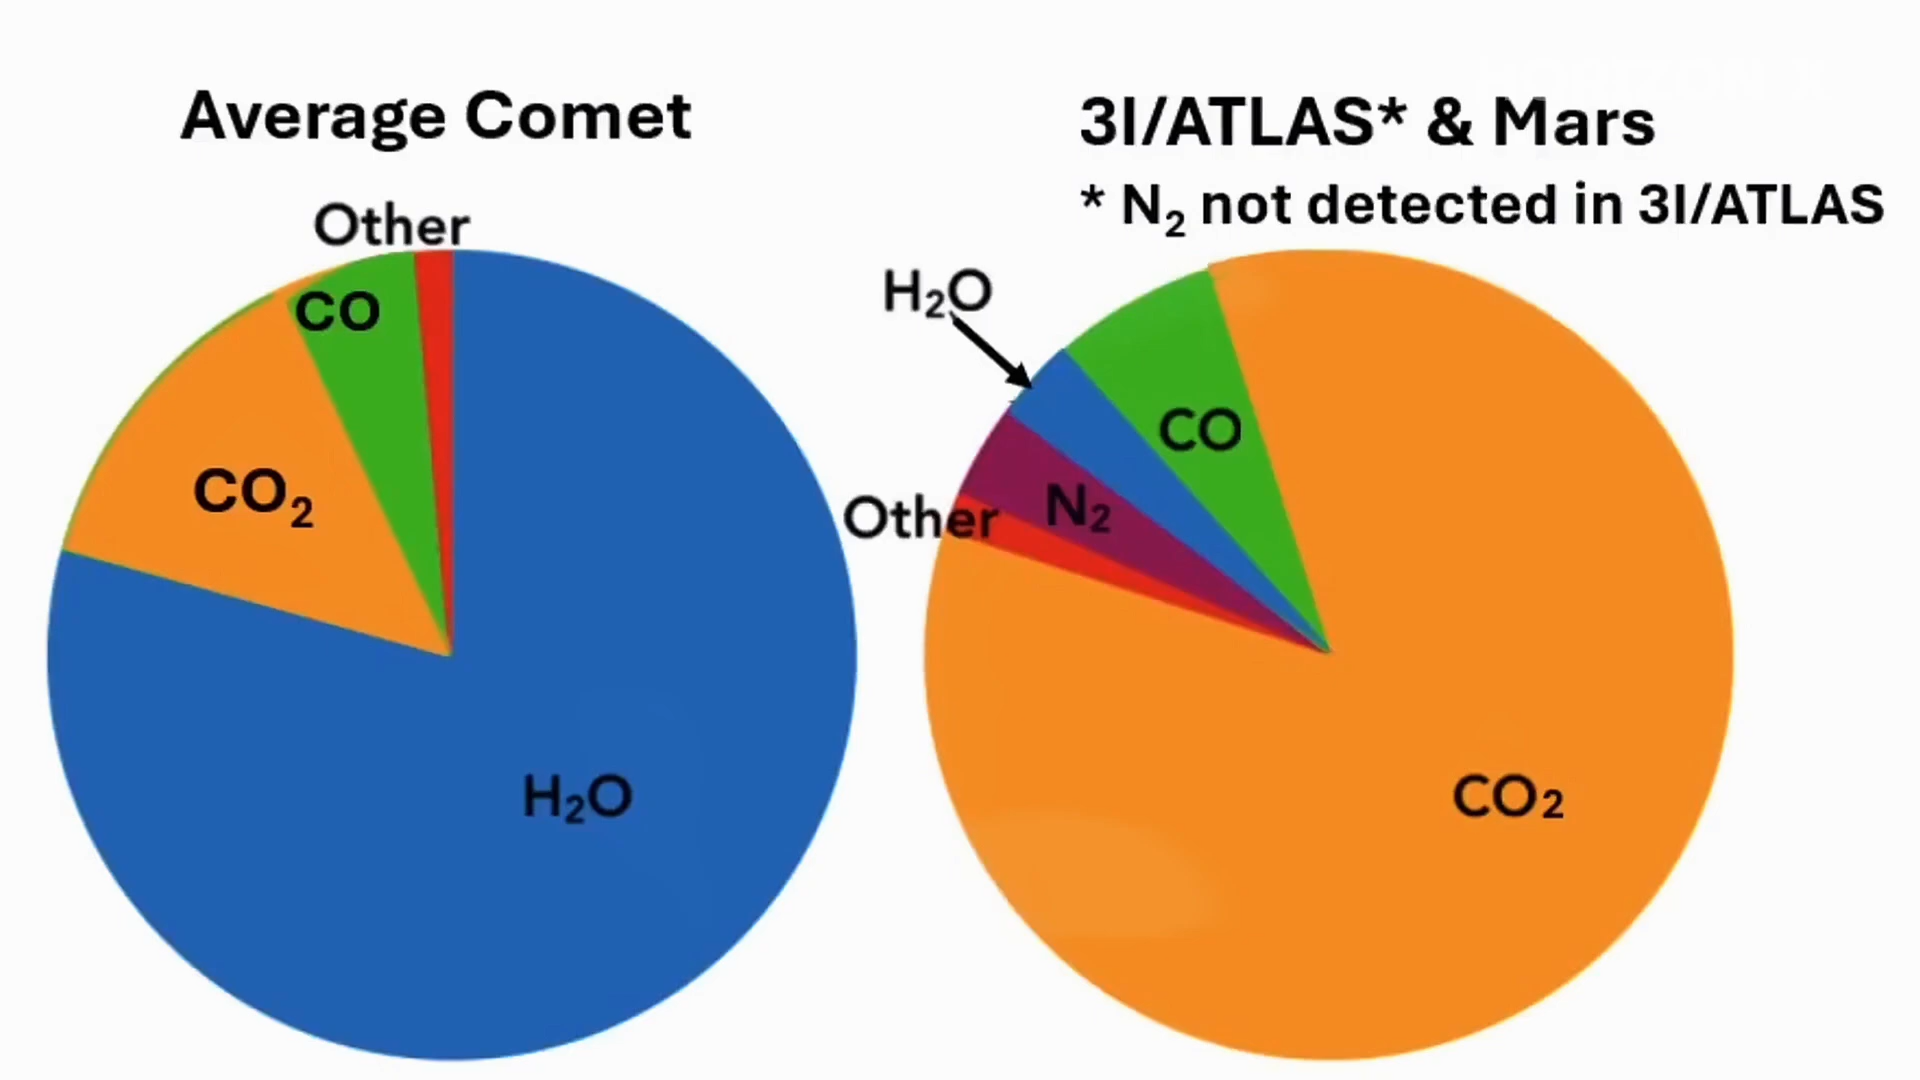 Average Comet
Other
CO
CO₂
H₂O
3I/ATLAS* & Mars
* N₂ not detected in 3I/ATLAS
H₂O
CO
N₂
Other
CO₂